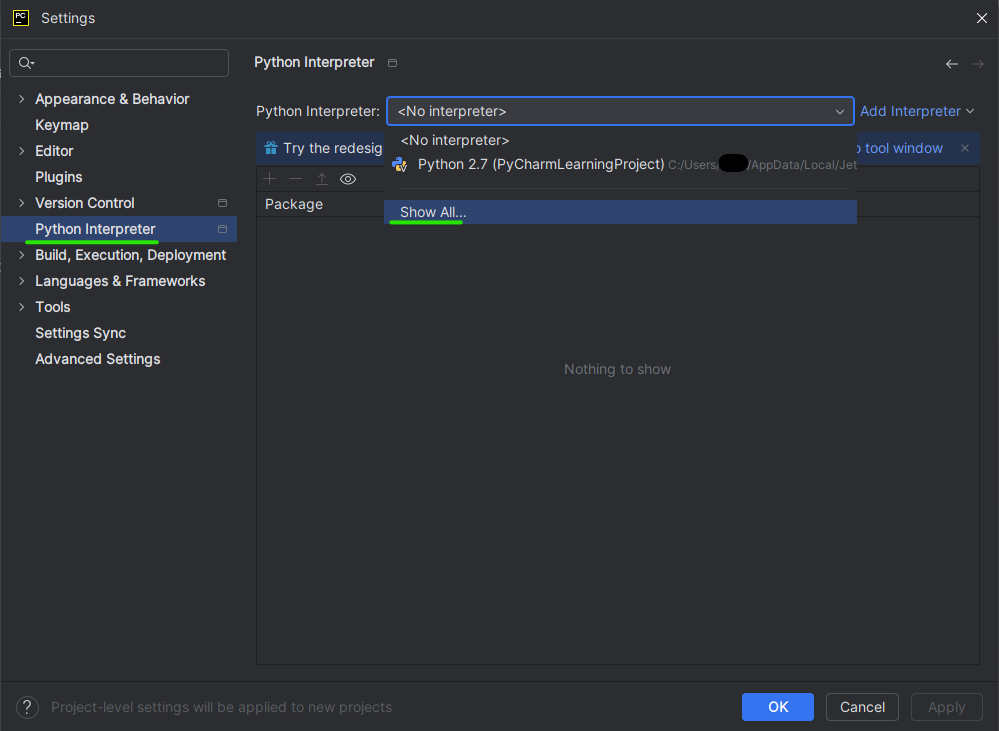 PC
Settings
Python Interpreter
Appearance & Behavior
Keymap
Editor
Plugins
Version Control
Python Interpreter
Build, Execution, Deployment
Languages & Frameworks
Tools
Settings Sync
Advanced Settings
Python Interpreter: <No interpreter> Add Interpreter
<No interpreter>
Try the redesig
tool window
Python 2.7 (PyCharmLearningProject) C:/Users/ /AppData/Local/Jet
Package
Show All...
Nothing to show
? Project-level settings will be applied to new projects
OK Cancel Apply